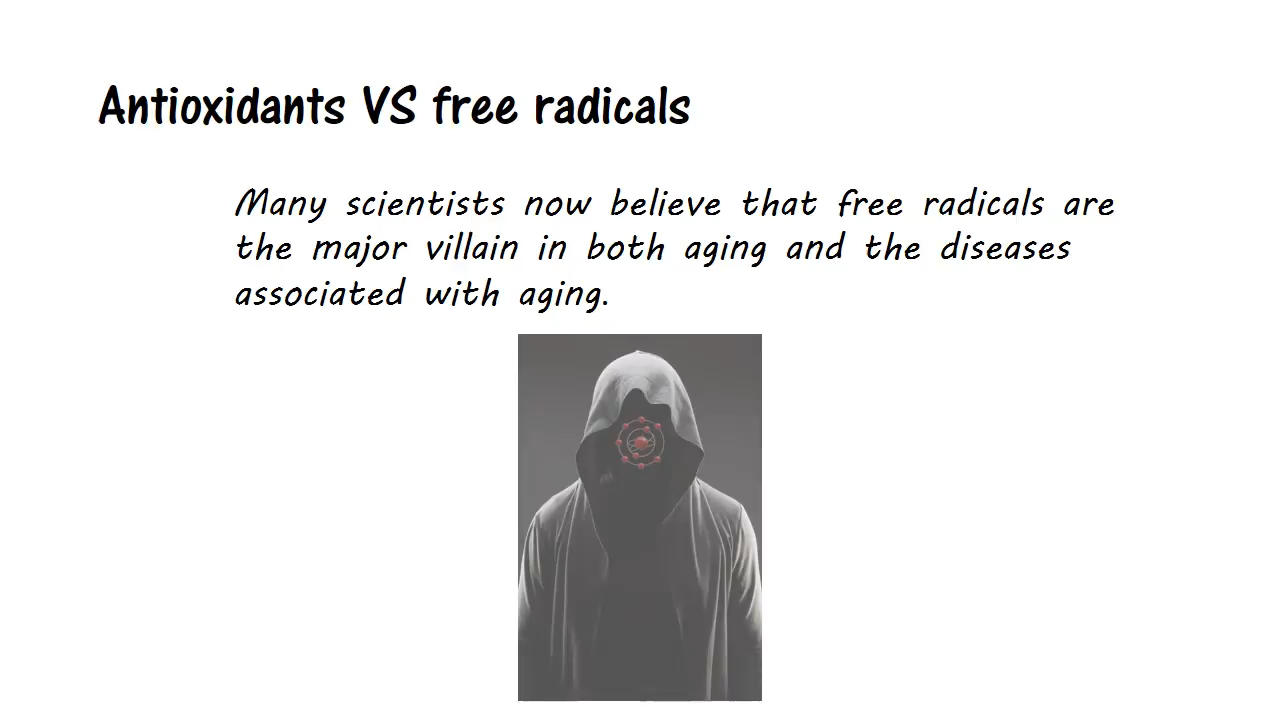 Antioxidants VS free radicals
Many scientists now believe that free radicals are
the major villain in both aging and the diseases
associated with aging.